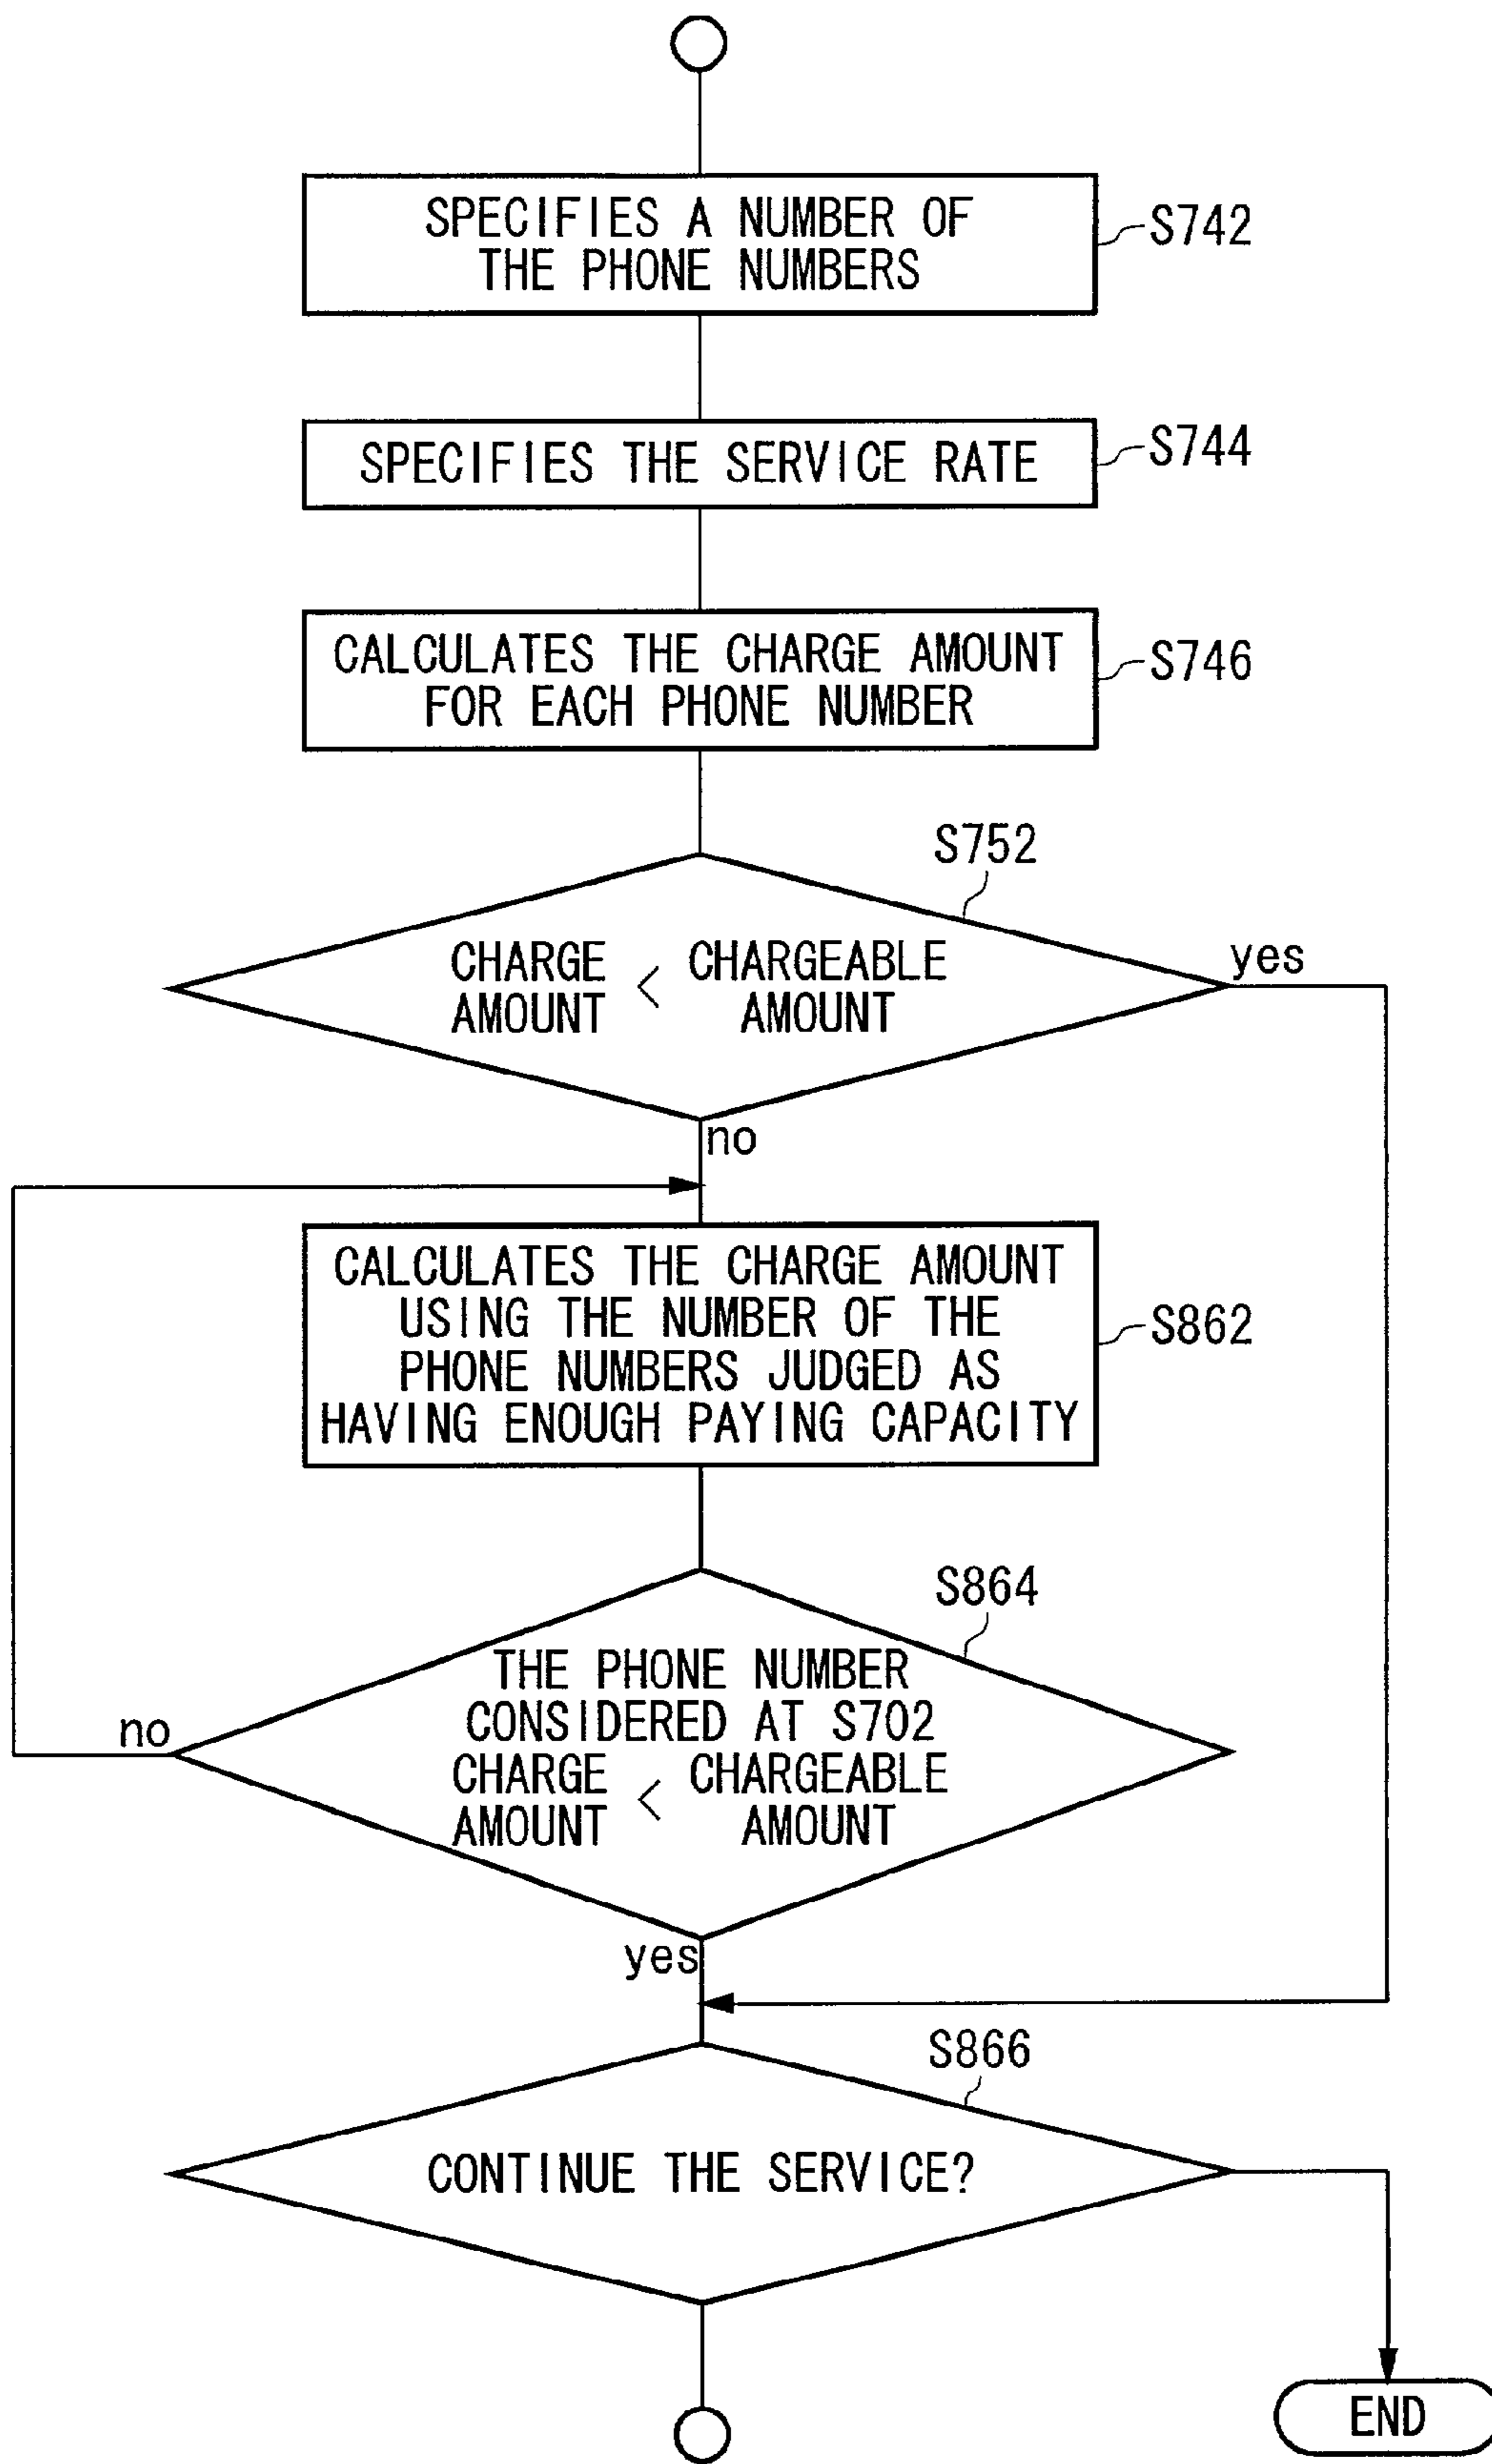 SPECIFIES A NUMBER OF
THE PHONE NUMBERS
S742
SPECIFIES THE SERVICE RATE
S744
CALCULATES THE CHARGE AMOUNT
FOR EACH PHONE NUMBER
S746
S752
CHARGE AMOUNT < CHARGEABLE AMOUNT
yes
no
CALCULATES THE CHARGE AMOUNT
USING THE NUMBER OF THE
PHONE NUMBERS JUDGED AS
HAVING ENOUGH PAYING CAPACITY
S862
S864
THE PHONE NUMBER
CONSIDERED AT S702
CHARGE AMOUNT < CHARGEABLE AMOUNT
no
yes
S866
CONTINUE THE SERVICE?
END